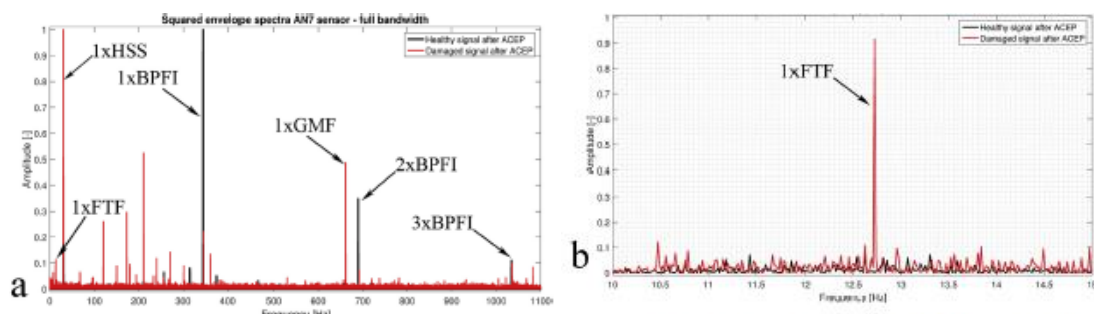 Squared envelope spectra AN7 sensor - full bandwidth
Healthy signal after ACEP
Damaged signal after ACEP
1xHSS
1xBPFI
1xGMF
2xBPFI
1xFTF
3xBPFI
Amplitude [-]
1
0.9
0.8
0.7
0.6
0.5
0.4
0.3
0.2
0.1
0
0 100 200 300 400 500 600 700 800 900 1000 1100
Frequency [Hz]
a
Healthy signal after ACEP
Damaged signal after ACEP
1xFTF
Amplitude [-]
1
0.9
0.8
0.7
0.6
0.5
0.4
0.3
0.2
0.1
0
10 10.5 11 11.5 12 12.5 13 13.5 14 14.5 15
Frequency [Hz]
b